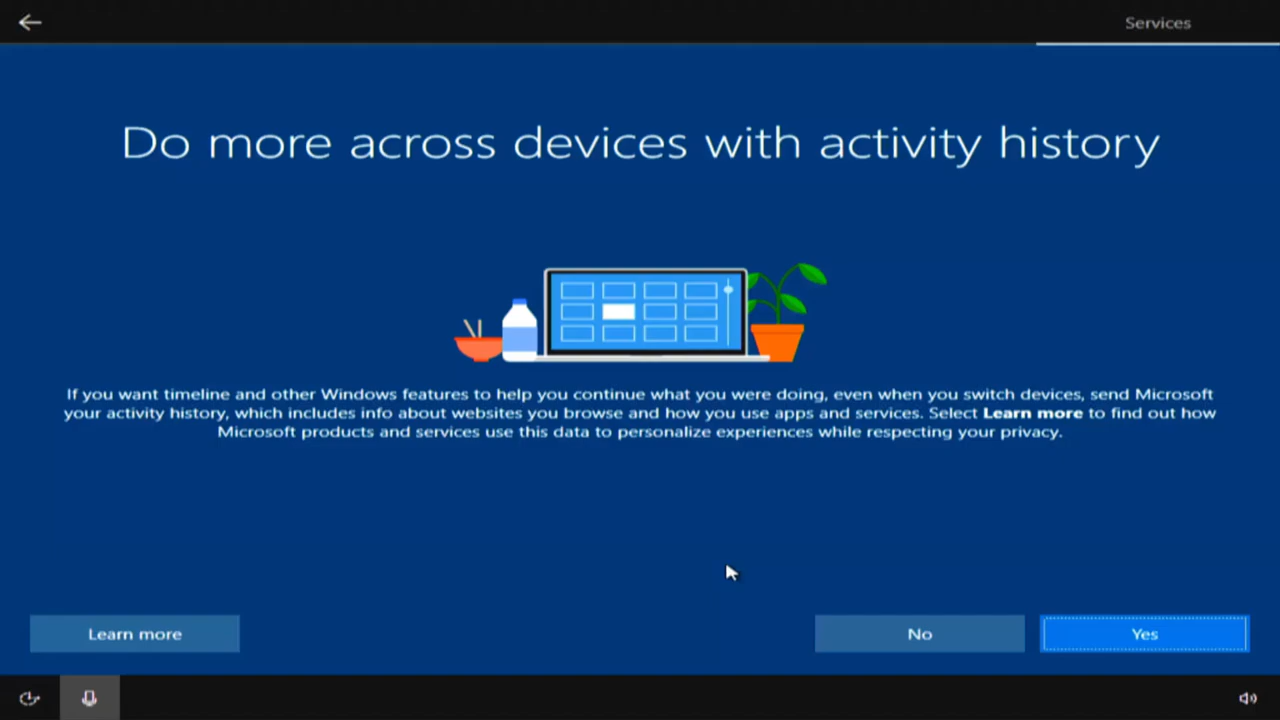 Services
Do more across devices with activity history
If you want timeline and other Windows features to help you continue what you were doing, even when you switch devices, send Microsoft
your activity history, which includes info about websites you browse and how you use apps and services. Select Learn more to find out how
Microsoft products and services use this data to personalize experiences while respecting your privacy.
Learn more
No
Yes